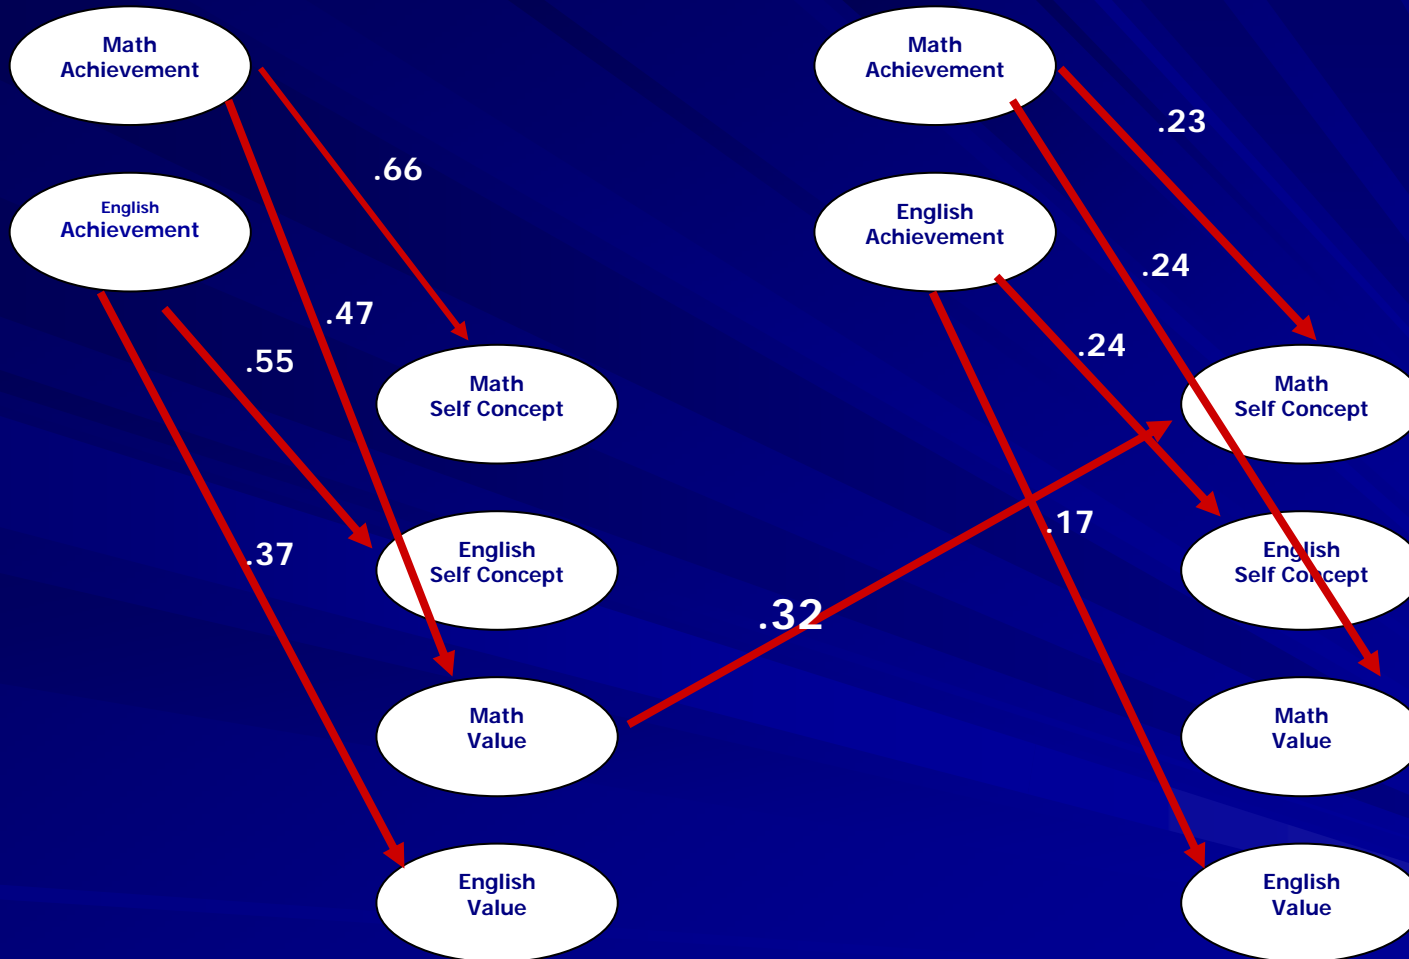 Math
Achievement
English
Achievement
.66
.47
.55
.37
Math
Self Concept
English
Self Concept
Math
Value
English
Value
.32
Math
Achievement
English
Achievement
.23
.24
.24
.17
Math
Self Concept
English
Self Concept
Math
Value
English
Value